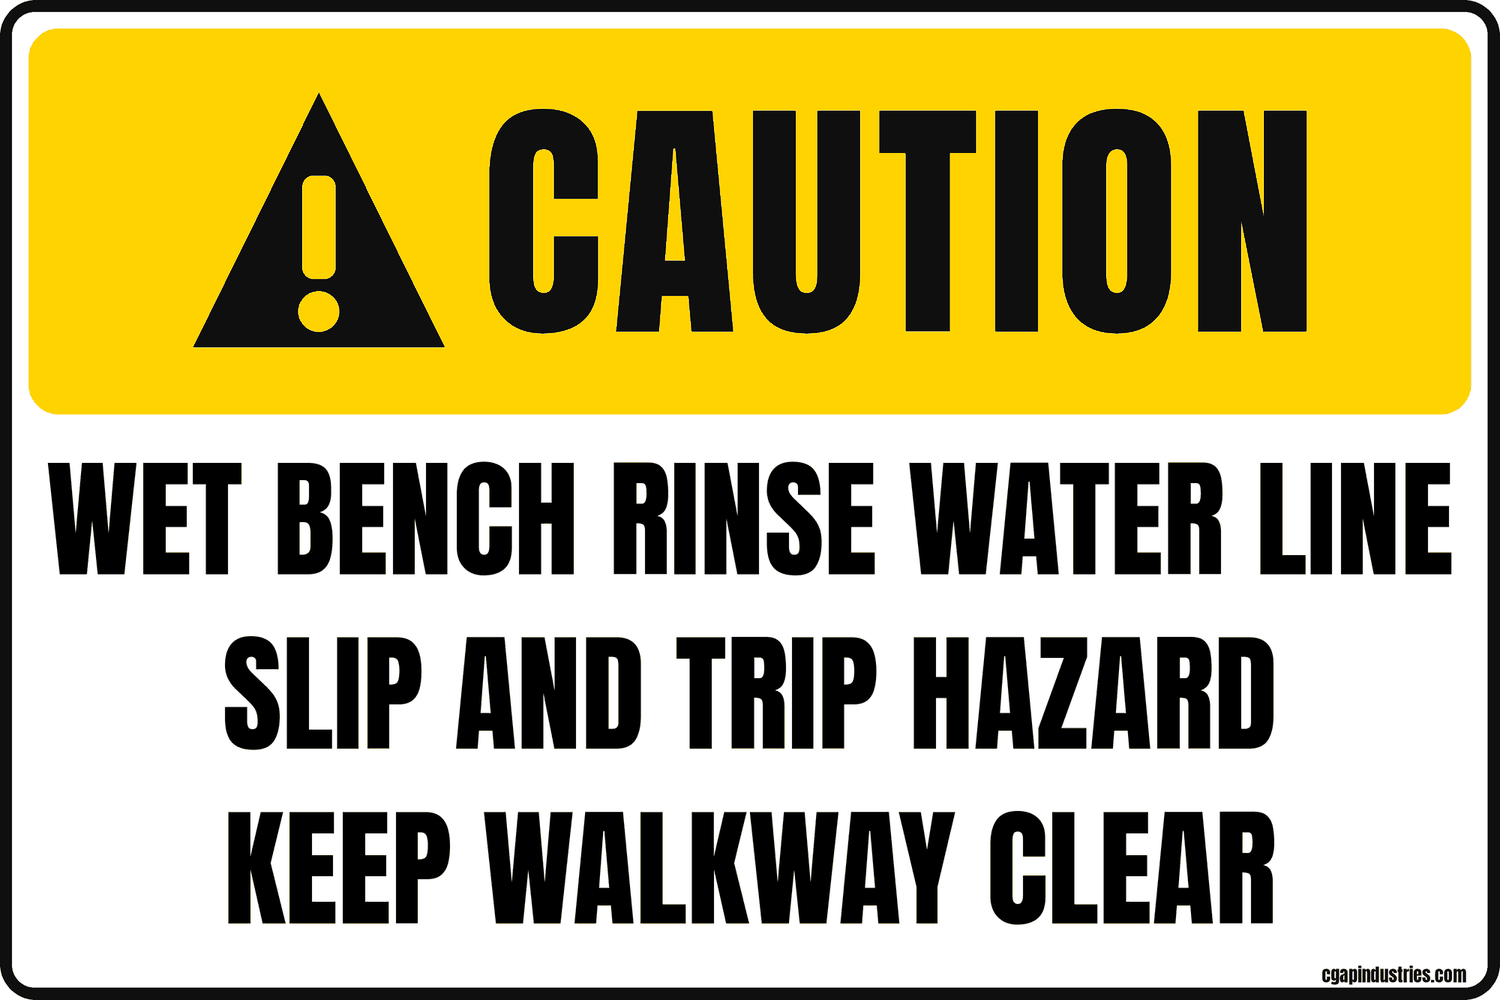 CAUTION
WET BENCH RINSE WATER LINE
SLIP AND TRIP HAZARD
KEEP WALKWAY CLEAR
cgapindustries.com